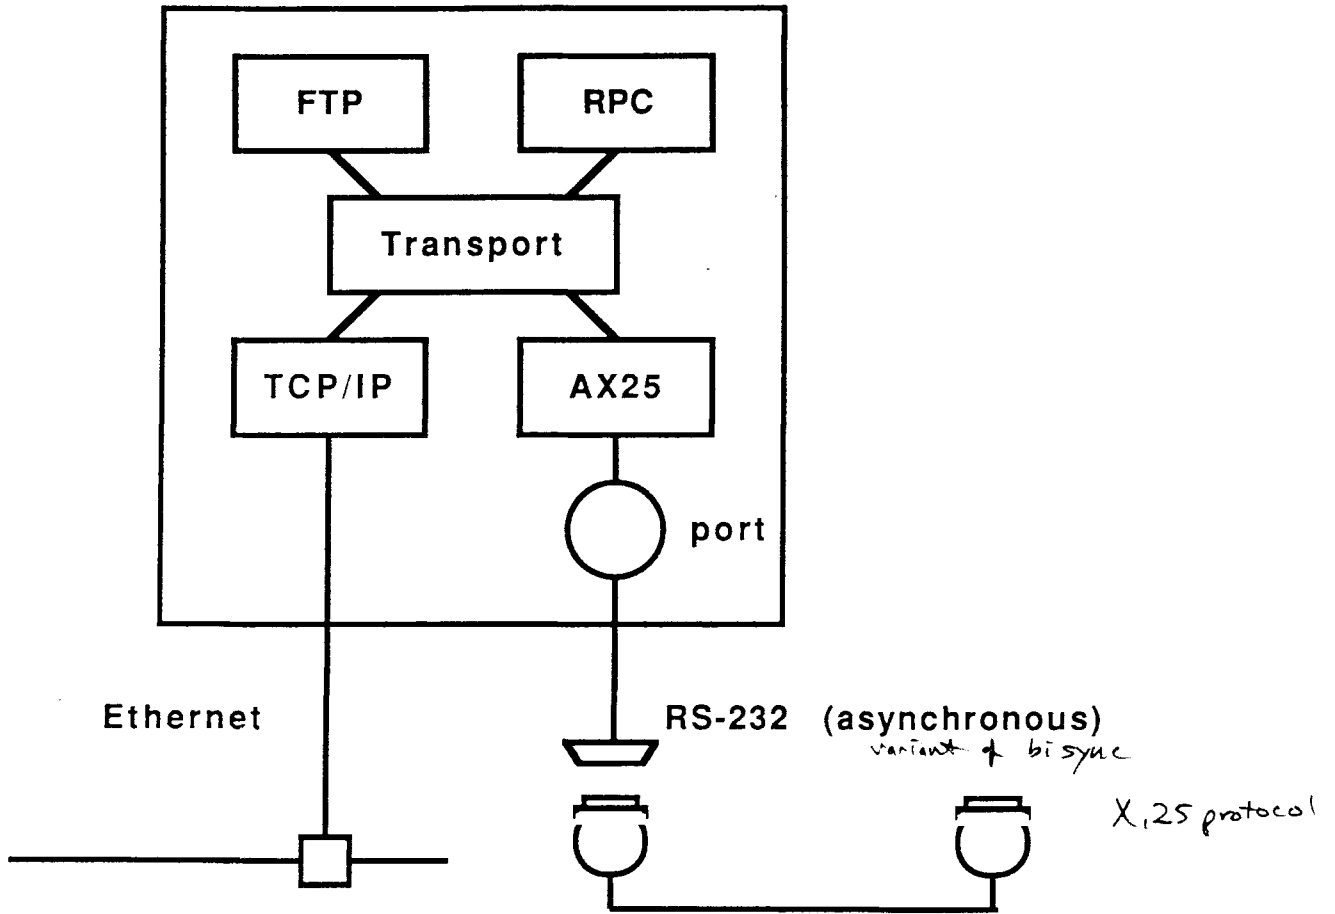 FTP
RPC
Transport
TCP/IP
AX25
port
Ethernet
RS-232 (asynchronous)
variant of bisync
X.25 protocol